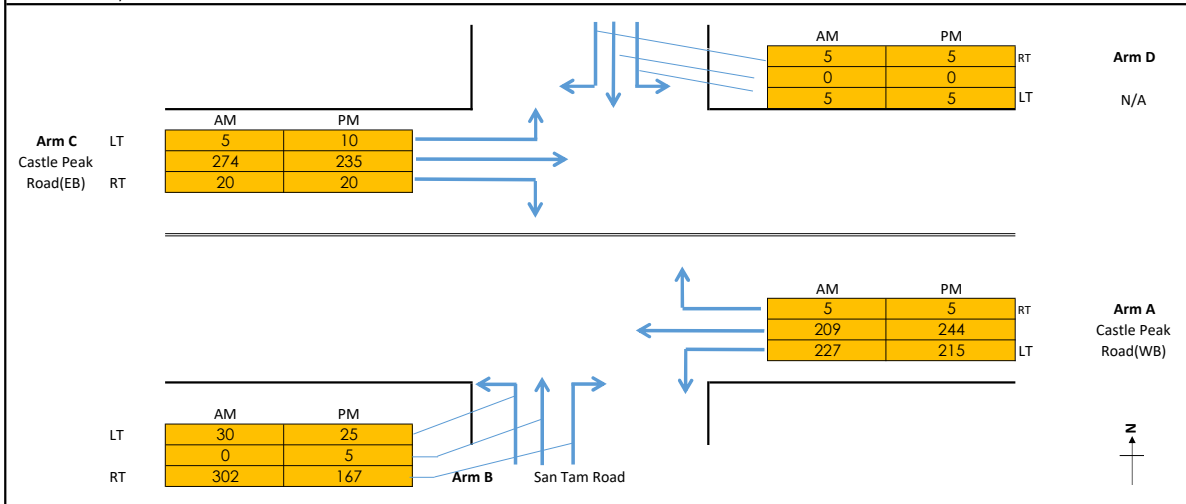 AM PM
5 5 RT Arm D
0 0
5 5 LT N/A
AM PM
Arm C LT 5 10
Castle Peak 274 235
Road(EB) RT 20 20
AM PM
5 5 RT Arm A
209 244 Castle Peak
227 215 LT Road(WB)
AM PM
LT 30 25
0 5
RT 302 167 Arm B San Tam Road
N